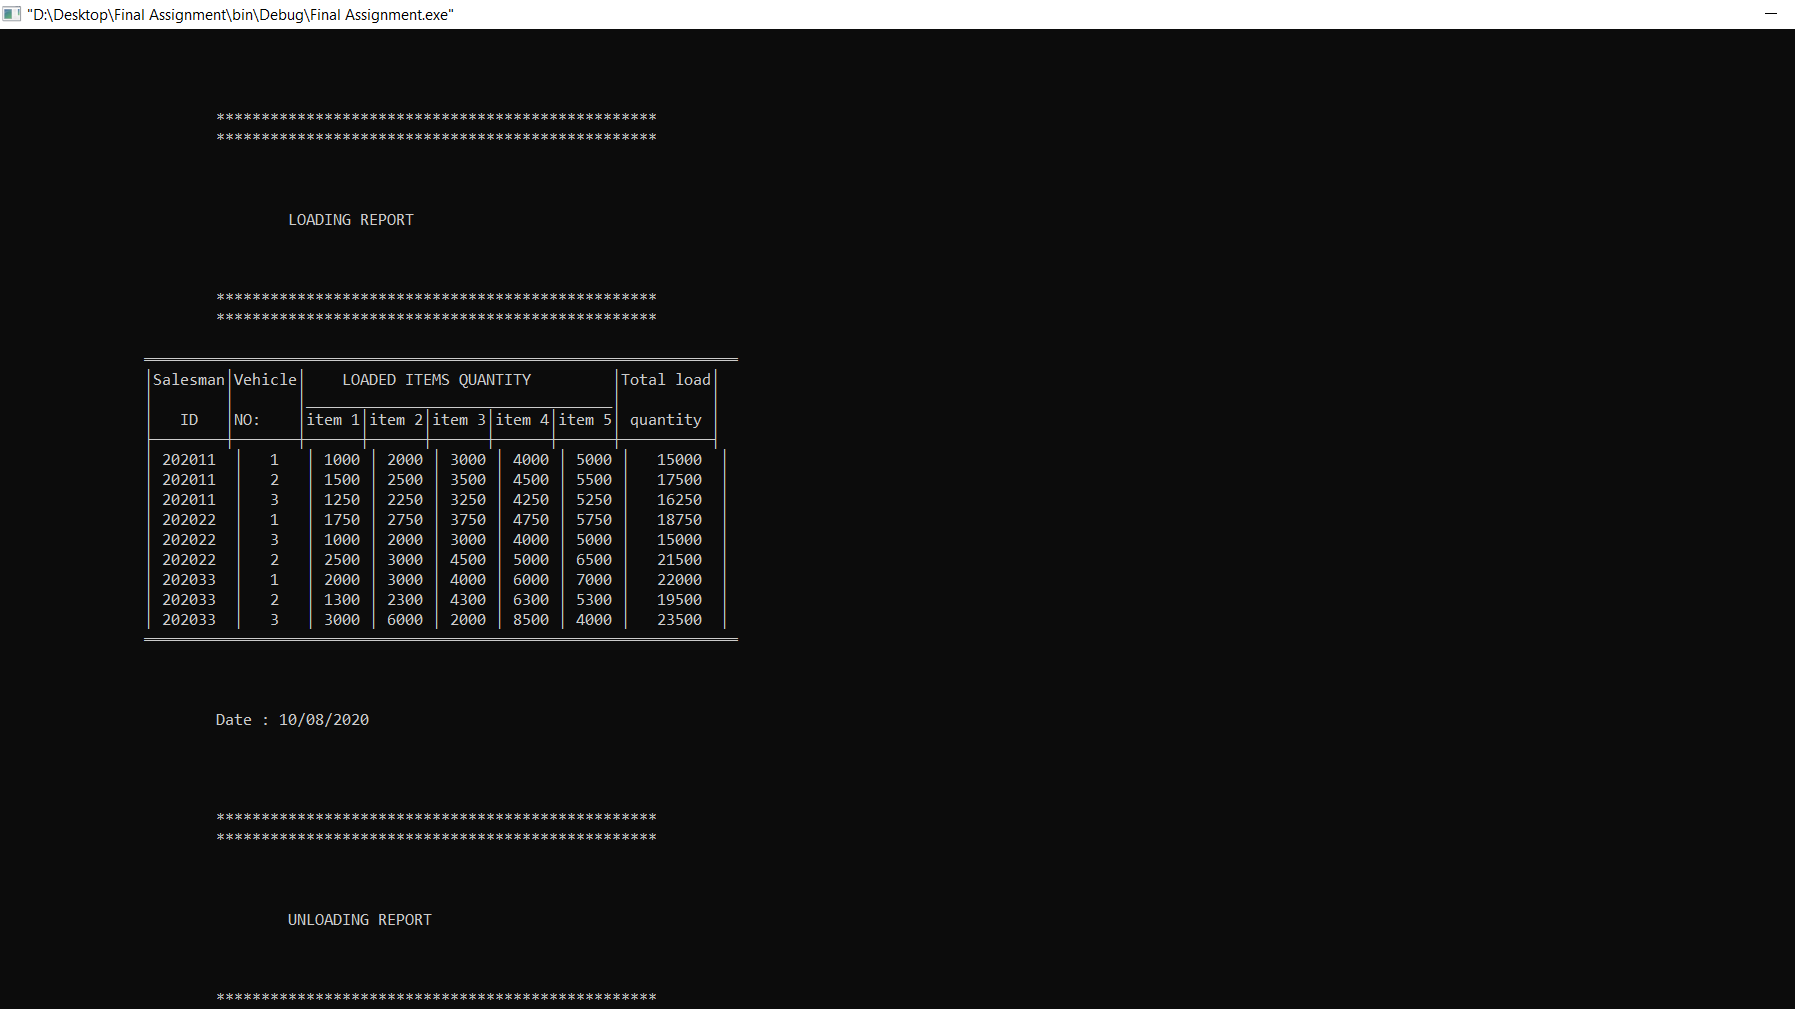 "D:\Desktop\Final Assignment\bin\Debug\Final Assignment.exe"
*************************************************
*************************************************
LOADING REPORT
*************************************************
*************************************************
Salesman Vehicle LOADED ITEMS QUANTITY Total load
ID NO: item 1 item 2 item 3 item 4 item 5 quantity
202011 1 1000 2000 3000 4000 5000 15000
202011 2 1500 2500 3500 4500 5500 17500
202011 3 1250 2250 3250 4250 5250 16250
202022 1 1750 2750 3750 4750 5750 18750
202022 3 1000 2000 3000 4000 5000 15000
202022 2 2500 3000 4500 5000 6500 21500
202033 1 2000 3000 4000 6000 7000 22000
202033 2 1300 2300 4300 6300 5300 19500
202033 3 3000 6000 2000 8500 4000 23500
Date : 10/08/2020
*************************************************
*************************************************
UNLOADING REPORT
*************************************************